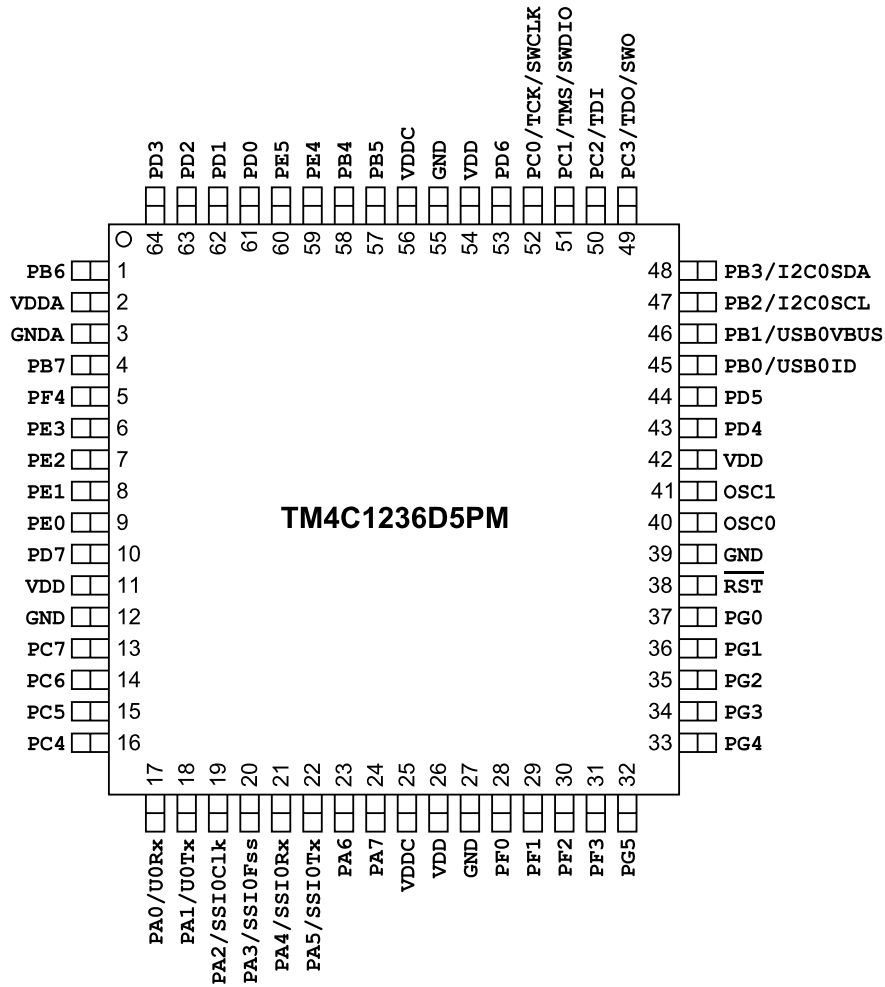 PD3
PD2
PD1
PD0
PE5
PE4
PB4
PB5
VDDC
GND
VDD
PD6
PC0/TCK/SWCLK
PC1/TMS/SWDIO
PC2/TDI
PC3/TDO/SWO
64
63
62
61
60
59
58
57
56
55
54
53
52
51
50
49
PB6 1
VDDA 2
GNDA 3
PB7 4
PF4 5
PE3 6
PE2 7
PE1 8
PE0 9
PD7 10
VDD 11
GND 12
PC7 13
PC6 14
PC5 15
PC4 16
TM4C1236D5PM
48 PB3/I2C0SDA
47 PB2/I2C0SCL
46 PB1/USB0VBUS
45 PB0/USB0ID
44 PD5
43 PD4
42 VDD
41 OSC1
40 OSC0
39 GND
38 RST
37 PG0
36 PG1
35 PG2
34 PG3
33 PG4
17
18
19
20
21
22
23
24
25
26
27
28
29
30
31
32
PA0/U0Rx
PA1/U0Tx
PA2/SSI0Clk
PA3/SSI0Fss
PA4/SSI0Rx
PA5/SSI0Tx
PA6
PA7
VDDC
VDD
GND
PF0
PF1
PF2
PF3
PG5